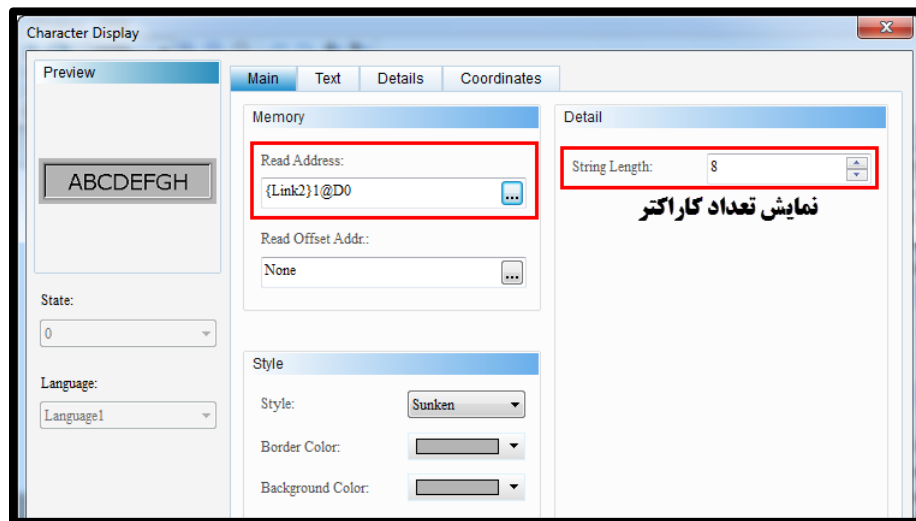 Character Display
Preview
ABCDEFGH
State:
0
Language:
Language1
Main Text Details Coordinates
Memory
Read Address:
{Link2}1@D0
...
Read Offset Addr.:
None
...
Style
Style: Sunken
Border Color:
Background Color:
Detail
String Length: 8
نمایش تعداد کاراکتر